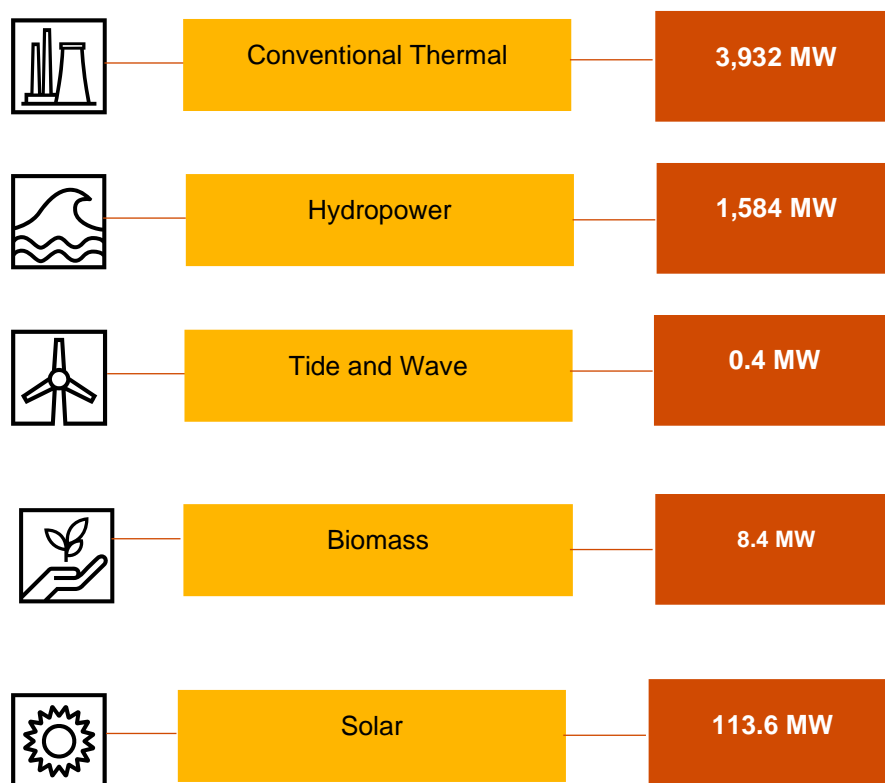 Conventional Thermal
3,932 MW
Hydropower
1,584 MW
Tide and Wave
0.4 MW
Biomass
8.4 MW
Solar
113.6 MW